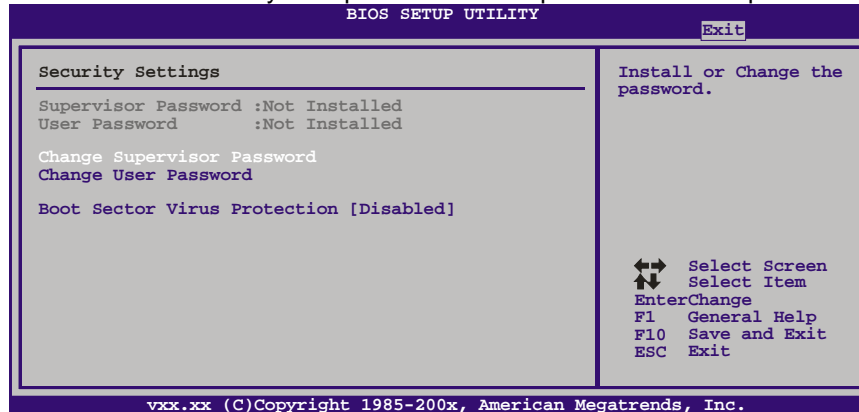 BIOS SETUP UTILITY
Exit
Security Settings
Supervisor Password :Not Installed
User Password :Not Installed
Change Supervisor Password
Change User Password
Boot Sector Virus Protection [Disabled]
Install or Change the
password.
Select Screen
Select Item
EnterChange
F1 General Help
F10 Save and Exit
ESC Exit
vxx.xx (C)Copyright 1985-200x, American Megatrends, Inc.